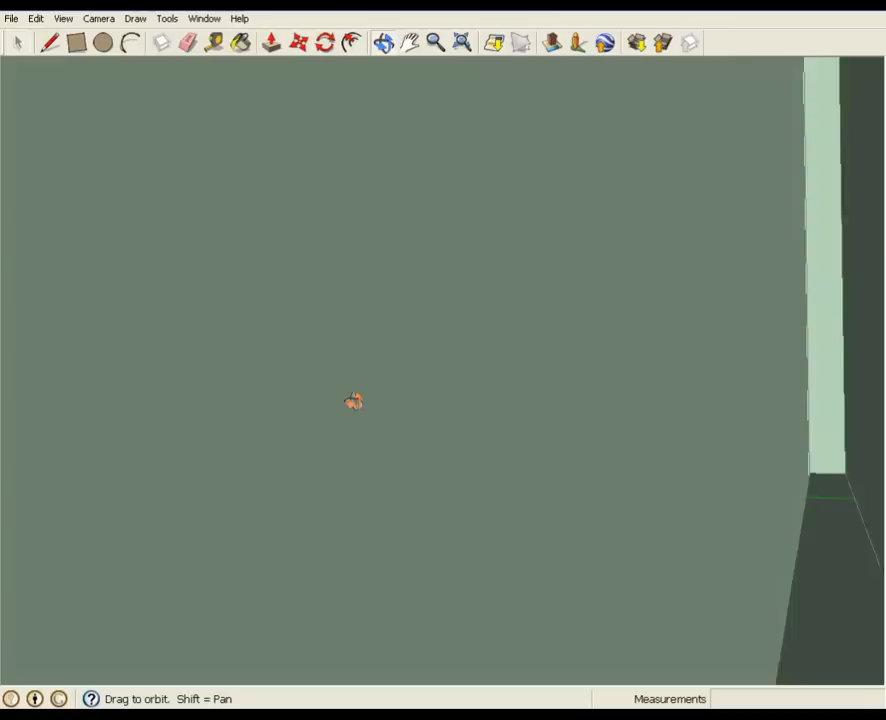 File Edit View Camera Draw Tools Window Help
Drag to orbit. Shift = Pan Measurements